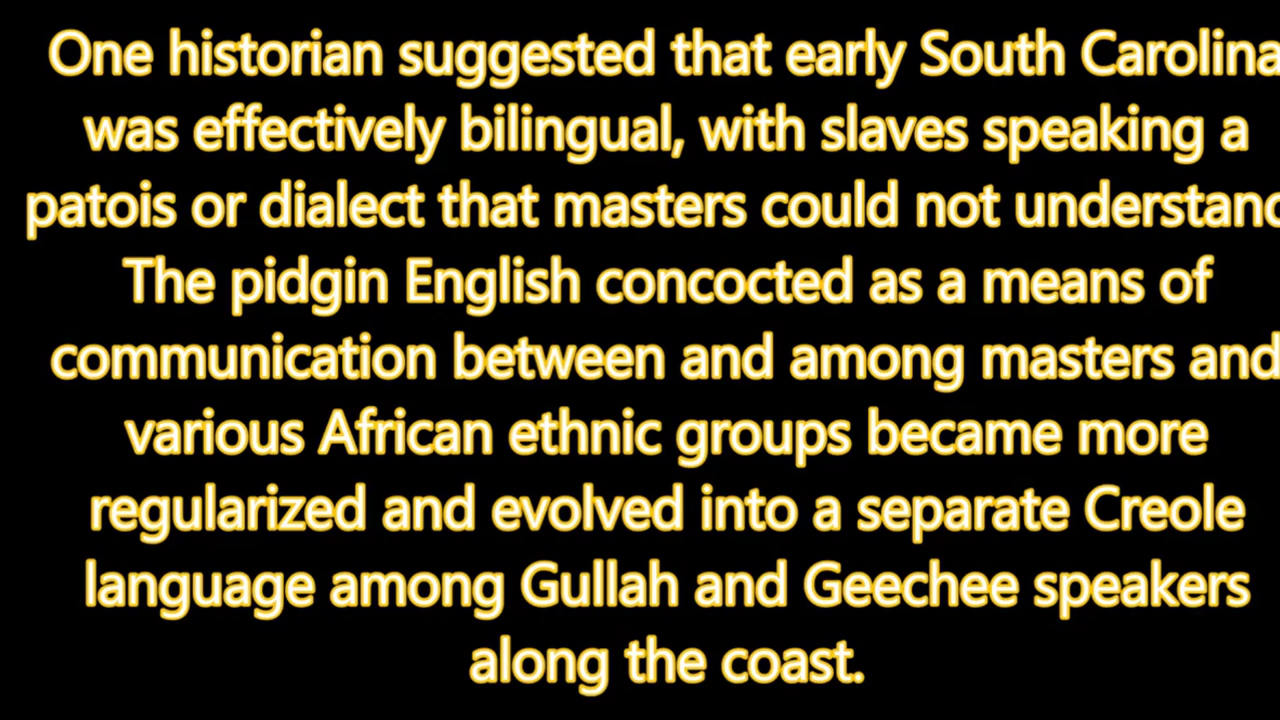 One historian suggested that early South Carolina
was effectively bilingual, with slaves speaking a
patois or dialect that masters could not understand
The pidgin English concocted as a means of
communication between and among masters and
various African ethnic groups became more
regularized and evolved into a separate Creole
language among Gullah and Geechee speakers
along the coast.